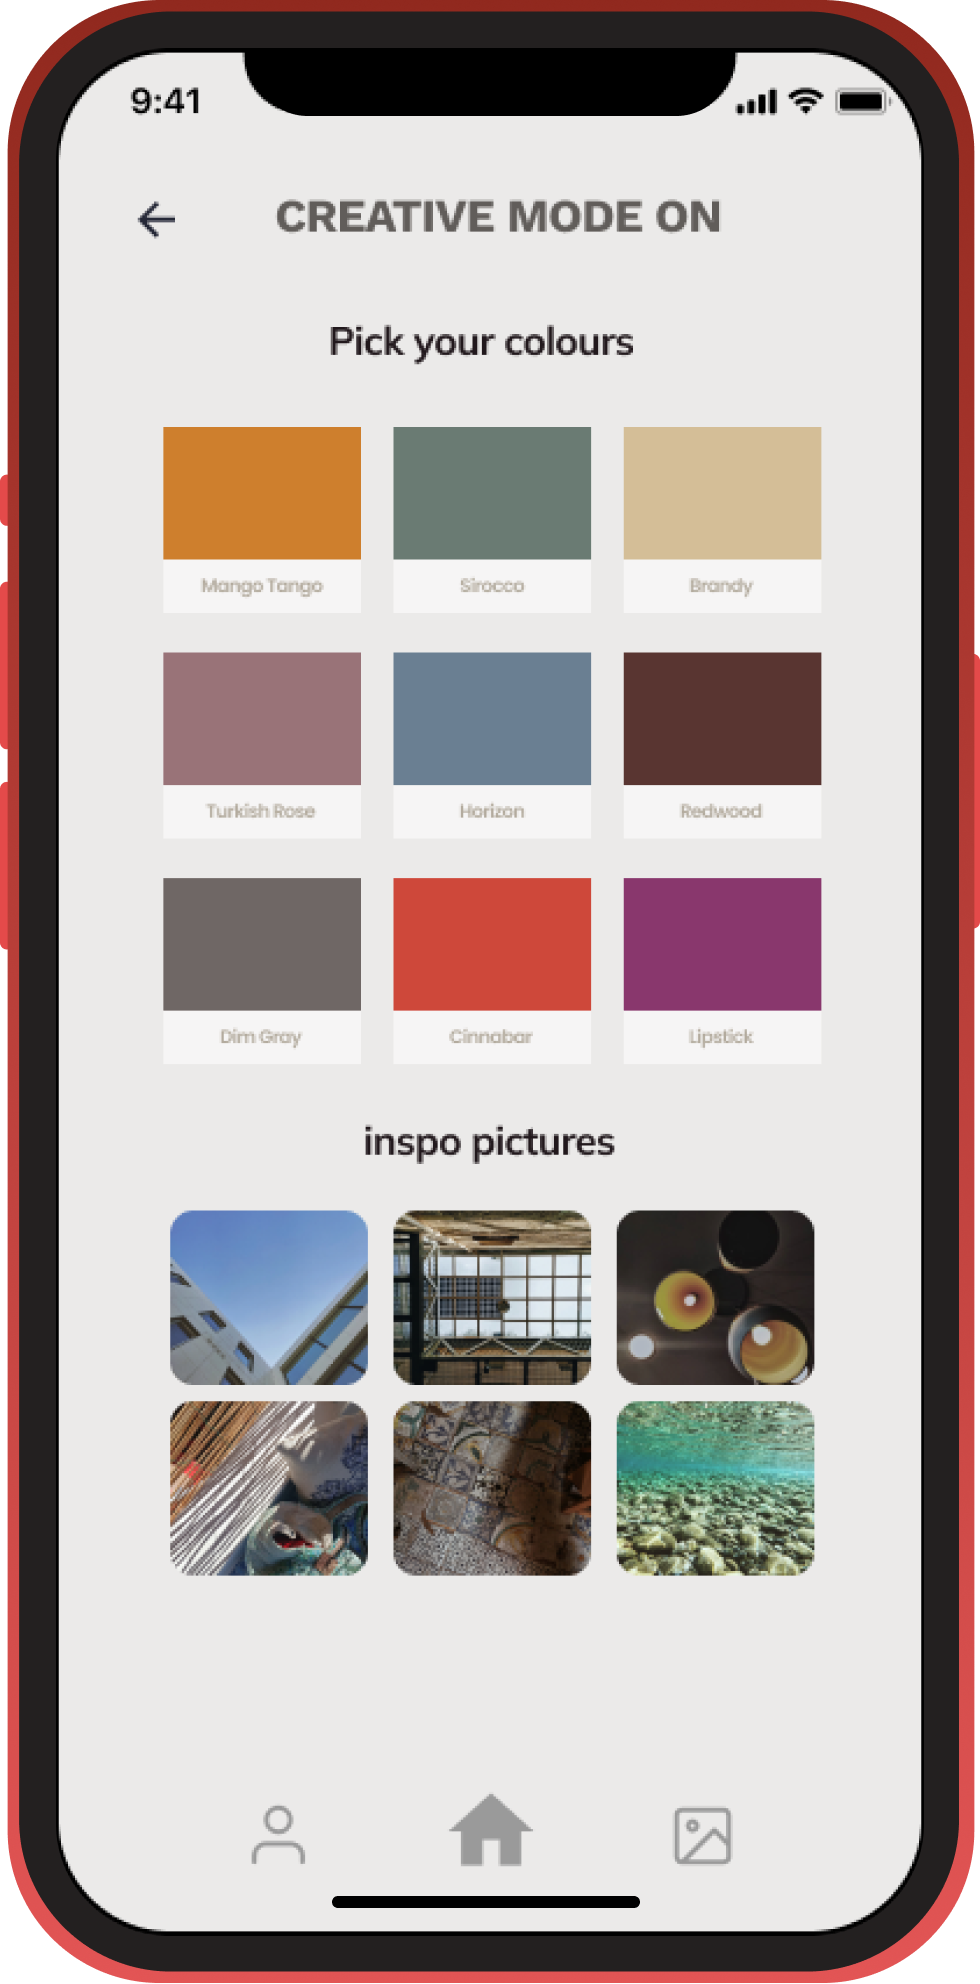 9:41
CREATIVE MODE ON
Pick your colours
Mango Tango
Sirocco
Brandy
Turkish Rose
Horizon
Redwood
Dim Gray
Cinnabar
Lipstick
inspo pictures